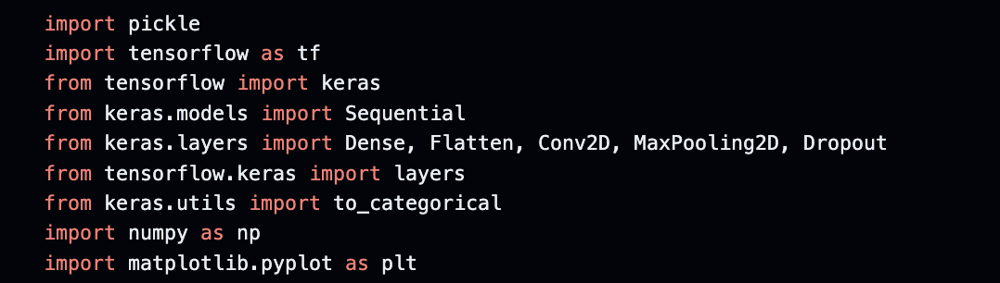 import pickle
import tensorflow as tf
from tensorflow import keras
from keras.models import Sequential
from keras.layers import Dense, Flatten, Conv2D, MaxPooling2D, Dropout
from tensorflow.keras import layers
from keras.utils import to_categorical
import numpy as np
import matplotlib.pyplot as plt